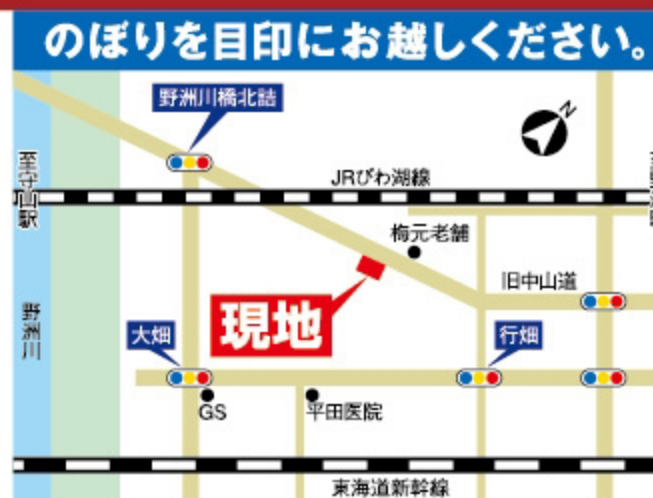 のぼりを目印にお越しください。
野洲川橋北詰
N
至守山駅
JRびわ湖線
梅元老舗
旧中山道
野洲川
現地
大畑
行畑
GS
平田医院
東海道新幹線